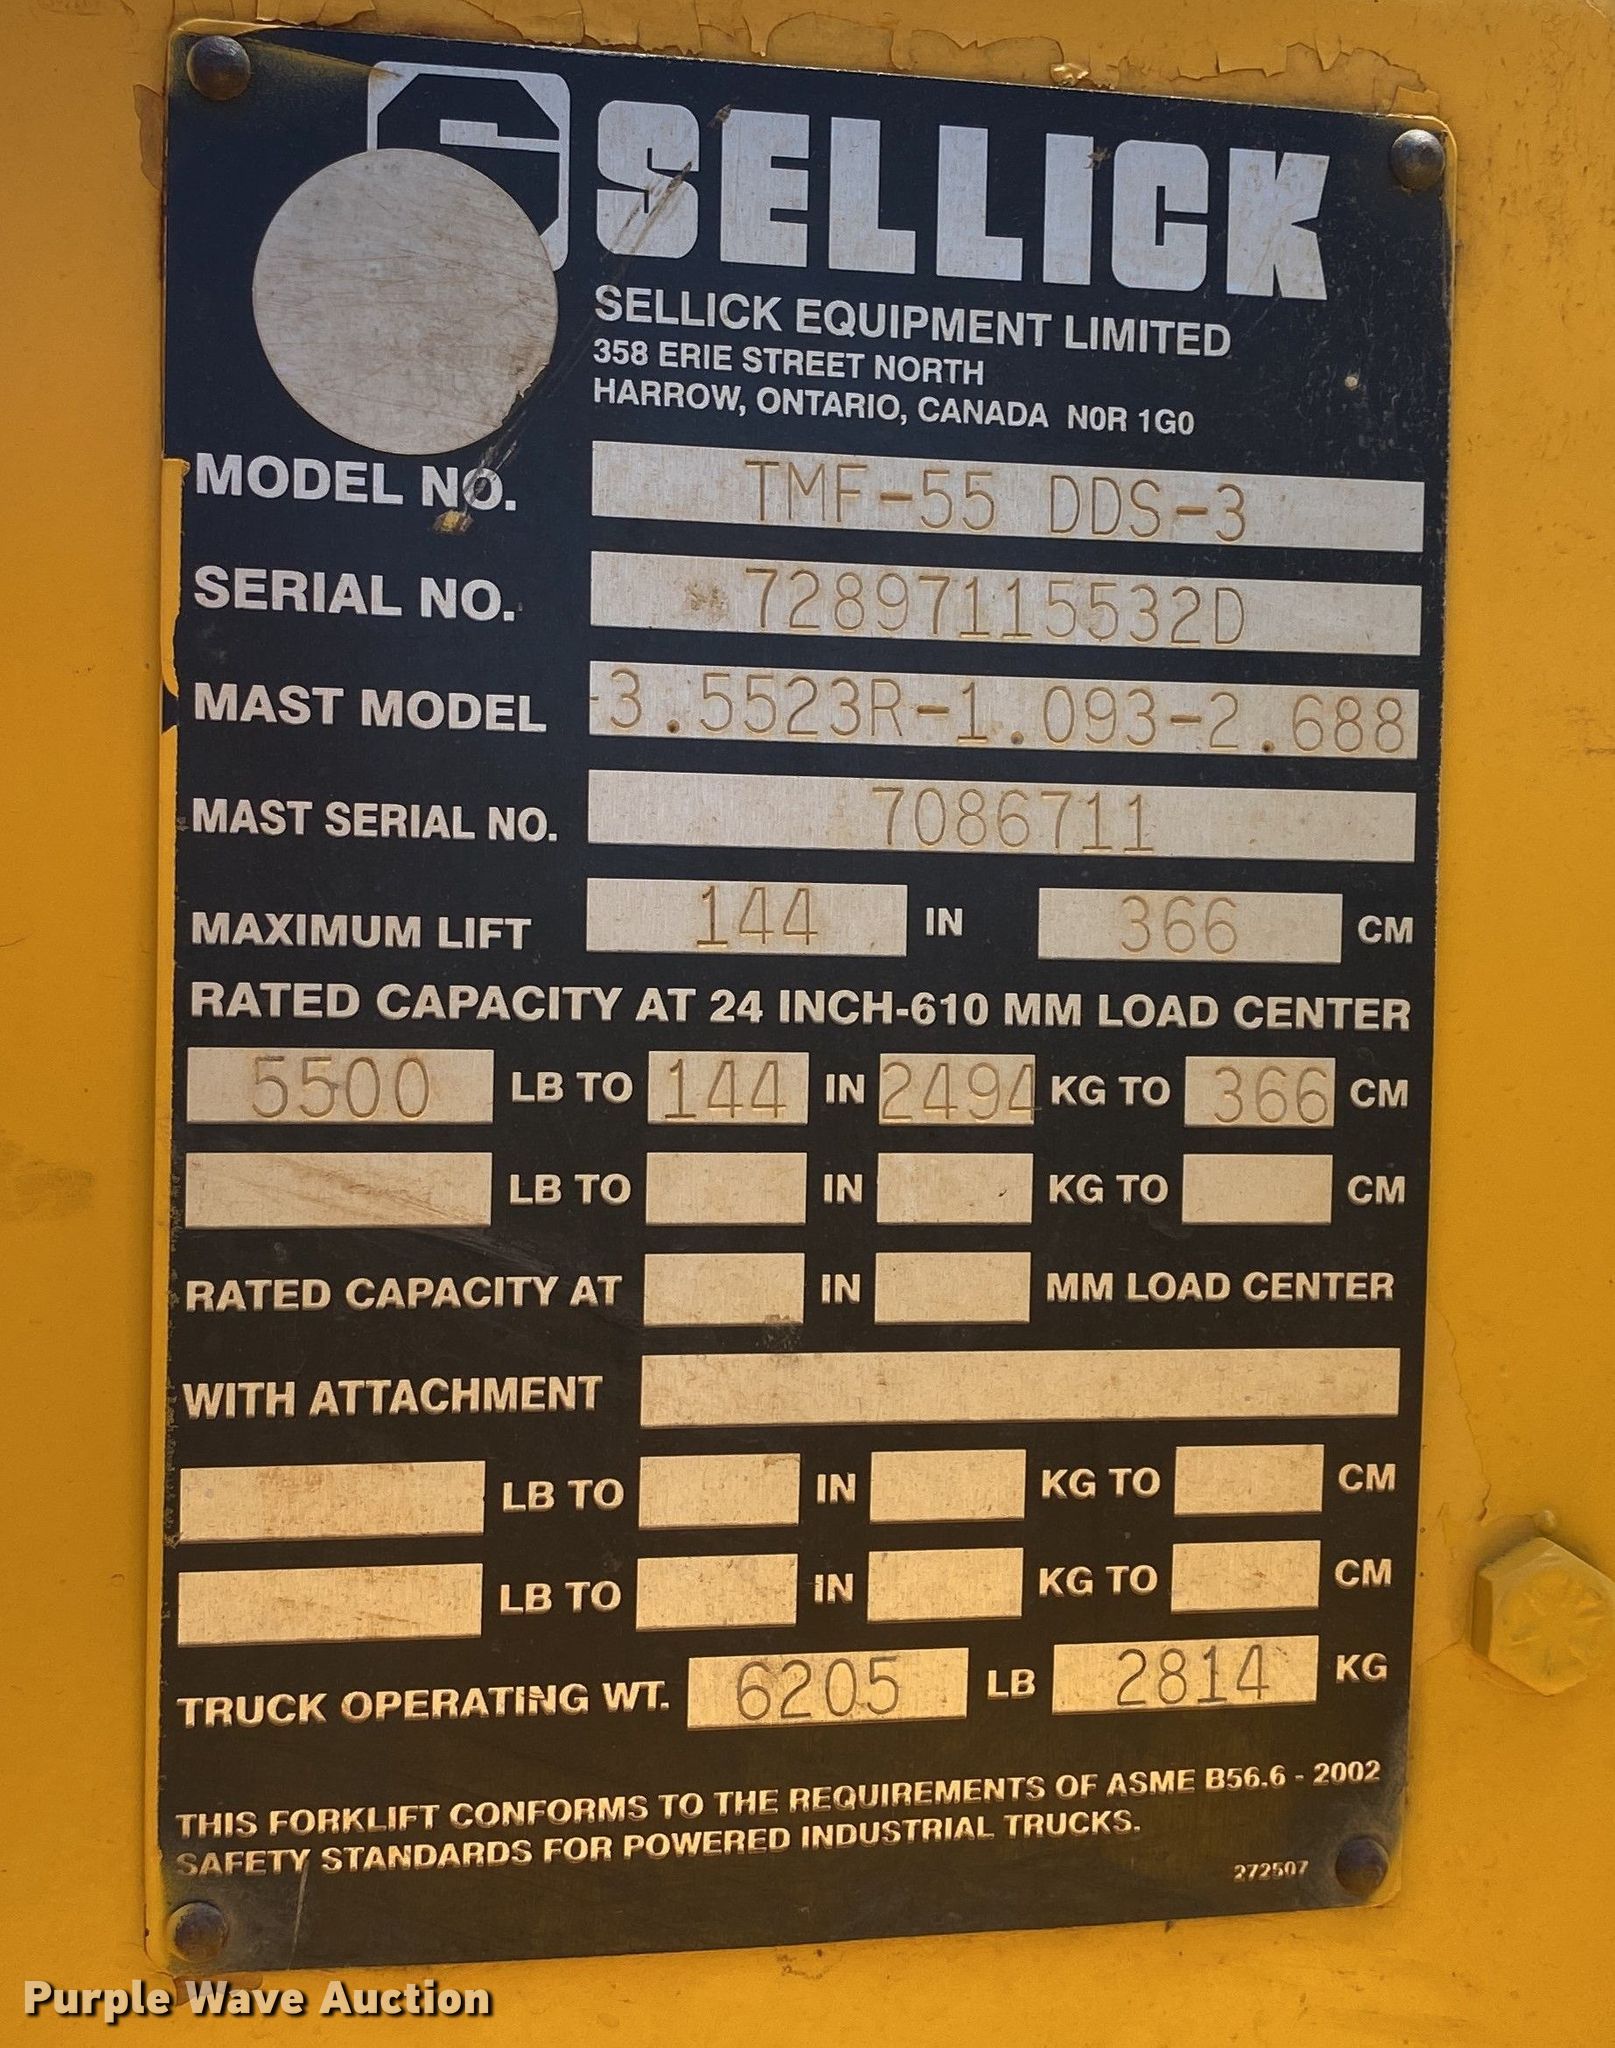 SELLICK
SELLICK EQUIPMENT LIMITED
358 ERIE STREET NORTH
HARROW, ONTARIO, CANADA N0R 1G0
MODEL NO. TMF-55 DDS-3
SERIAL NO. 72897115532D
MAST MODEL -3.5523R-1.093-2.688
MAST SERIAL NO. 7086711
MAXIMUM LIFT 144 IN 366 CM
RATED CAPACITY AT 24 INCH-610 MM LOAD CENTER
5500 LB TO 144 IN 2494 KG TO 366 CM
LB TO IN KG TO CM
RATED CAPACITY AT IN MM LOAD CENTER
WITH ATTACHMENT
LB TO IN KG TO CM
LB TO IN KG TO CM
TRUCK OPERATING WT. 6205 LB 2814 KG
THIS FORKLIFT CONFORMS TO THE REQUIREMENTS OF ASME B56.6 - 2002
SAFETY STANDARDS FOR POWERED INDUSTRIAL TRUCKS.
272507
Purple Wave Auction